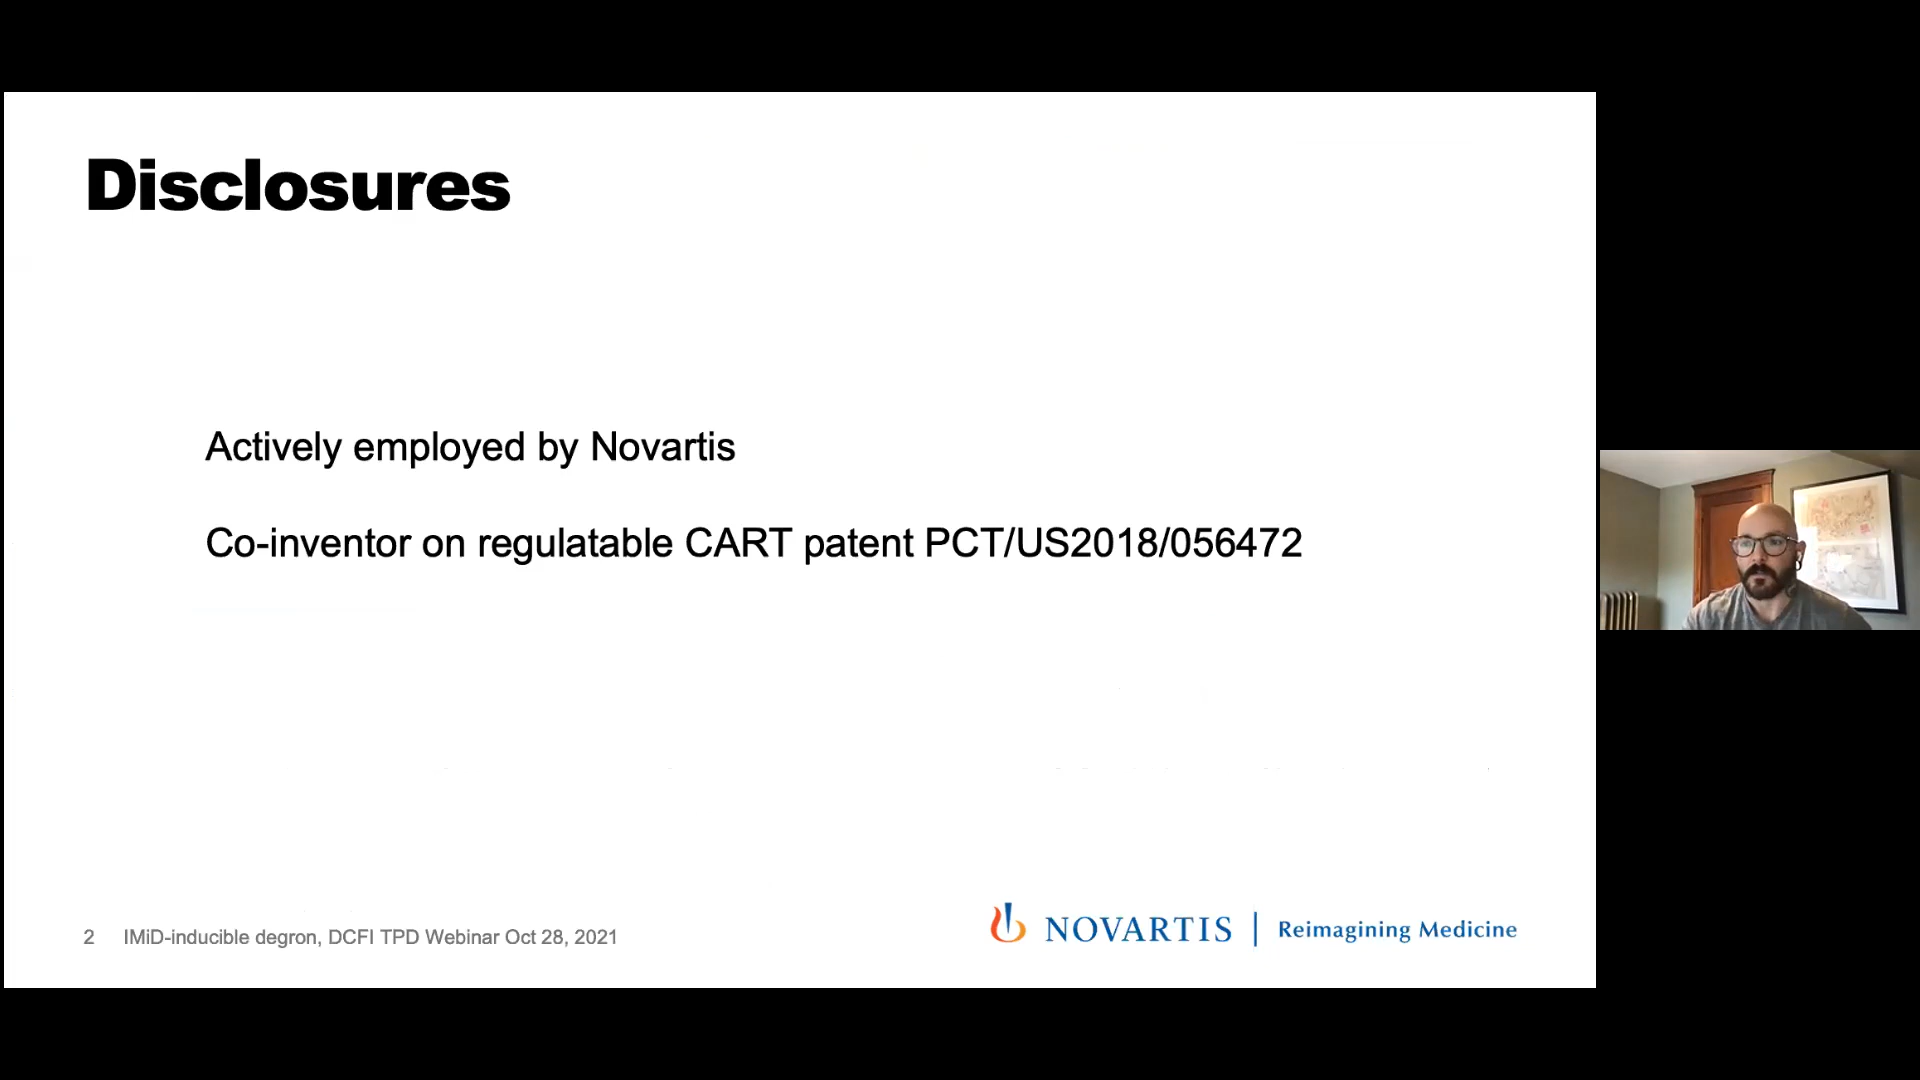 Disclosures
Actively employed by Novartis
Co-inventor on regulatable CART patent PCT/US2018/056472
2 IMiD-inducible degron, DCFI TPD Webinar Oct 28, 2021
NOVARTIS | Reimagining Medicine